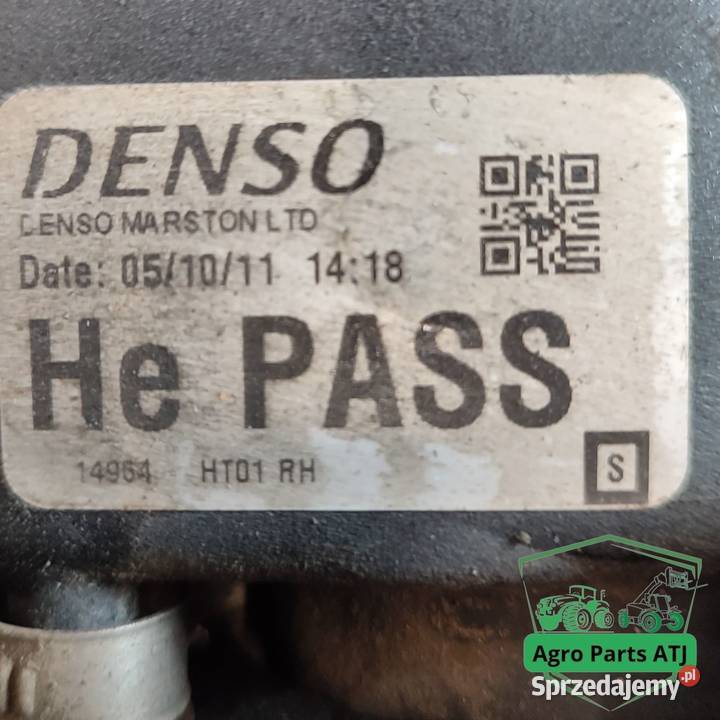 DENSO
DENSO MARSTON LTD
Date: 05/10/11 14:18
He PASS
14964 HT01 RH
S
Agro Parts ATJ
Sprzedajemy.pl